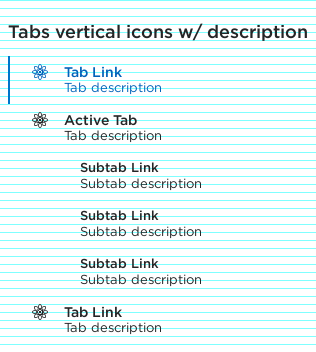 Tabs vertical icons w/ description
Tab Link
Tab description
Active Tab
Tab description
Subtab Link
Subtab description
Subtab Link
Subtab description
Subtab Link
Subtab description
Tab Link
Tab description